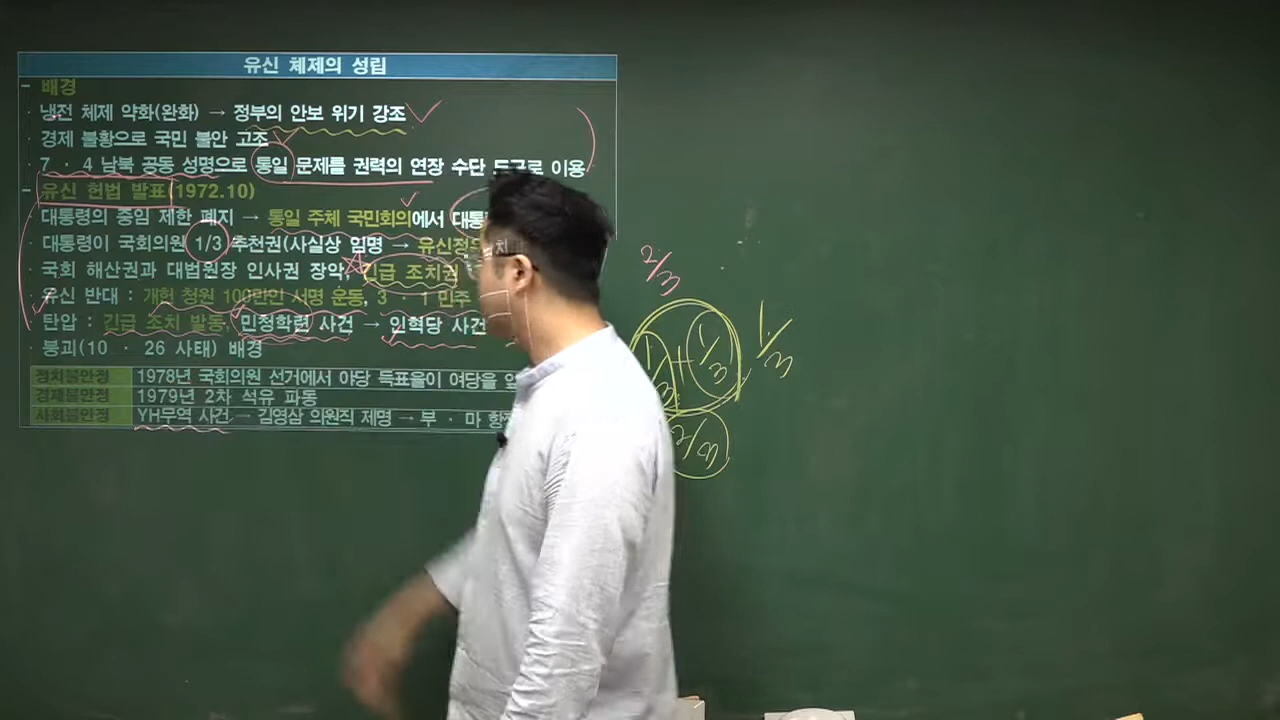 유신 체제의 성립
- 배경
· 냉전 체제 약화(완화) → 정부의 안보 위기 강조
· 경제 불황으로 국민 불안 고조
· 7 · 4 남북 공동 성명으로 통일 문제를 권력의 연장 수단 도구로 이용
- 유신 헌법 발표(1972.10)
· 대통령의 중임 제한 폐지 → 통일 주체 국민회의에서
· 대통령이 국회의원 1/3 추천권(사실상 임명 →
· 국회 해산권과 대법원장 인사권 장악, 긴급 조치권
· 유신 반대 : 개헌 청원 100만인 서명 운동, 3 · 1 민주
· 탄압 : 긴급 조치 발동, 민청학련 사건 → 인혁당 사건
· 붕괴(10 · 26 사태) 배경
정치불안정 1978년 국회의원 선거에서 야당 득표율이 여당을
경제불안정 1979년 2차 석유 파동
사회불안정 YH무역 사건 → 김영삼 의원직 제명 → 부 · 마
2/3
1/3 + 1/3
1/3
2/3